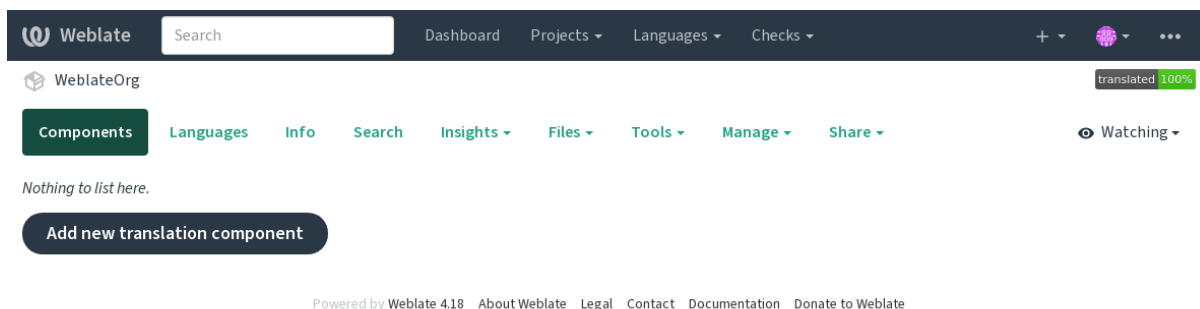 Weblate Search Dashboard Projects Languages Checks
WeblateOrg translated 100%
Components Languages Info Search Insights Files Tools Manage Share Watching
Nothing to list here.
Add new translation component
Powered by Weblate 4.18 About Weblate Legal Contact Documentation Donate to Weblate